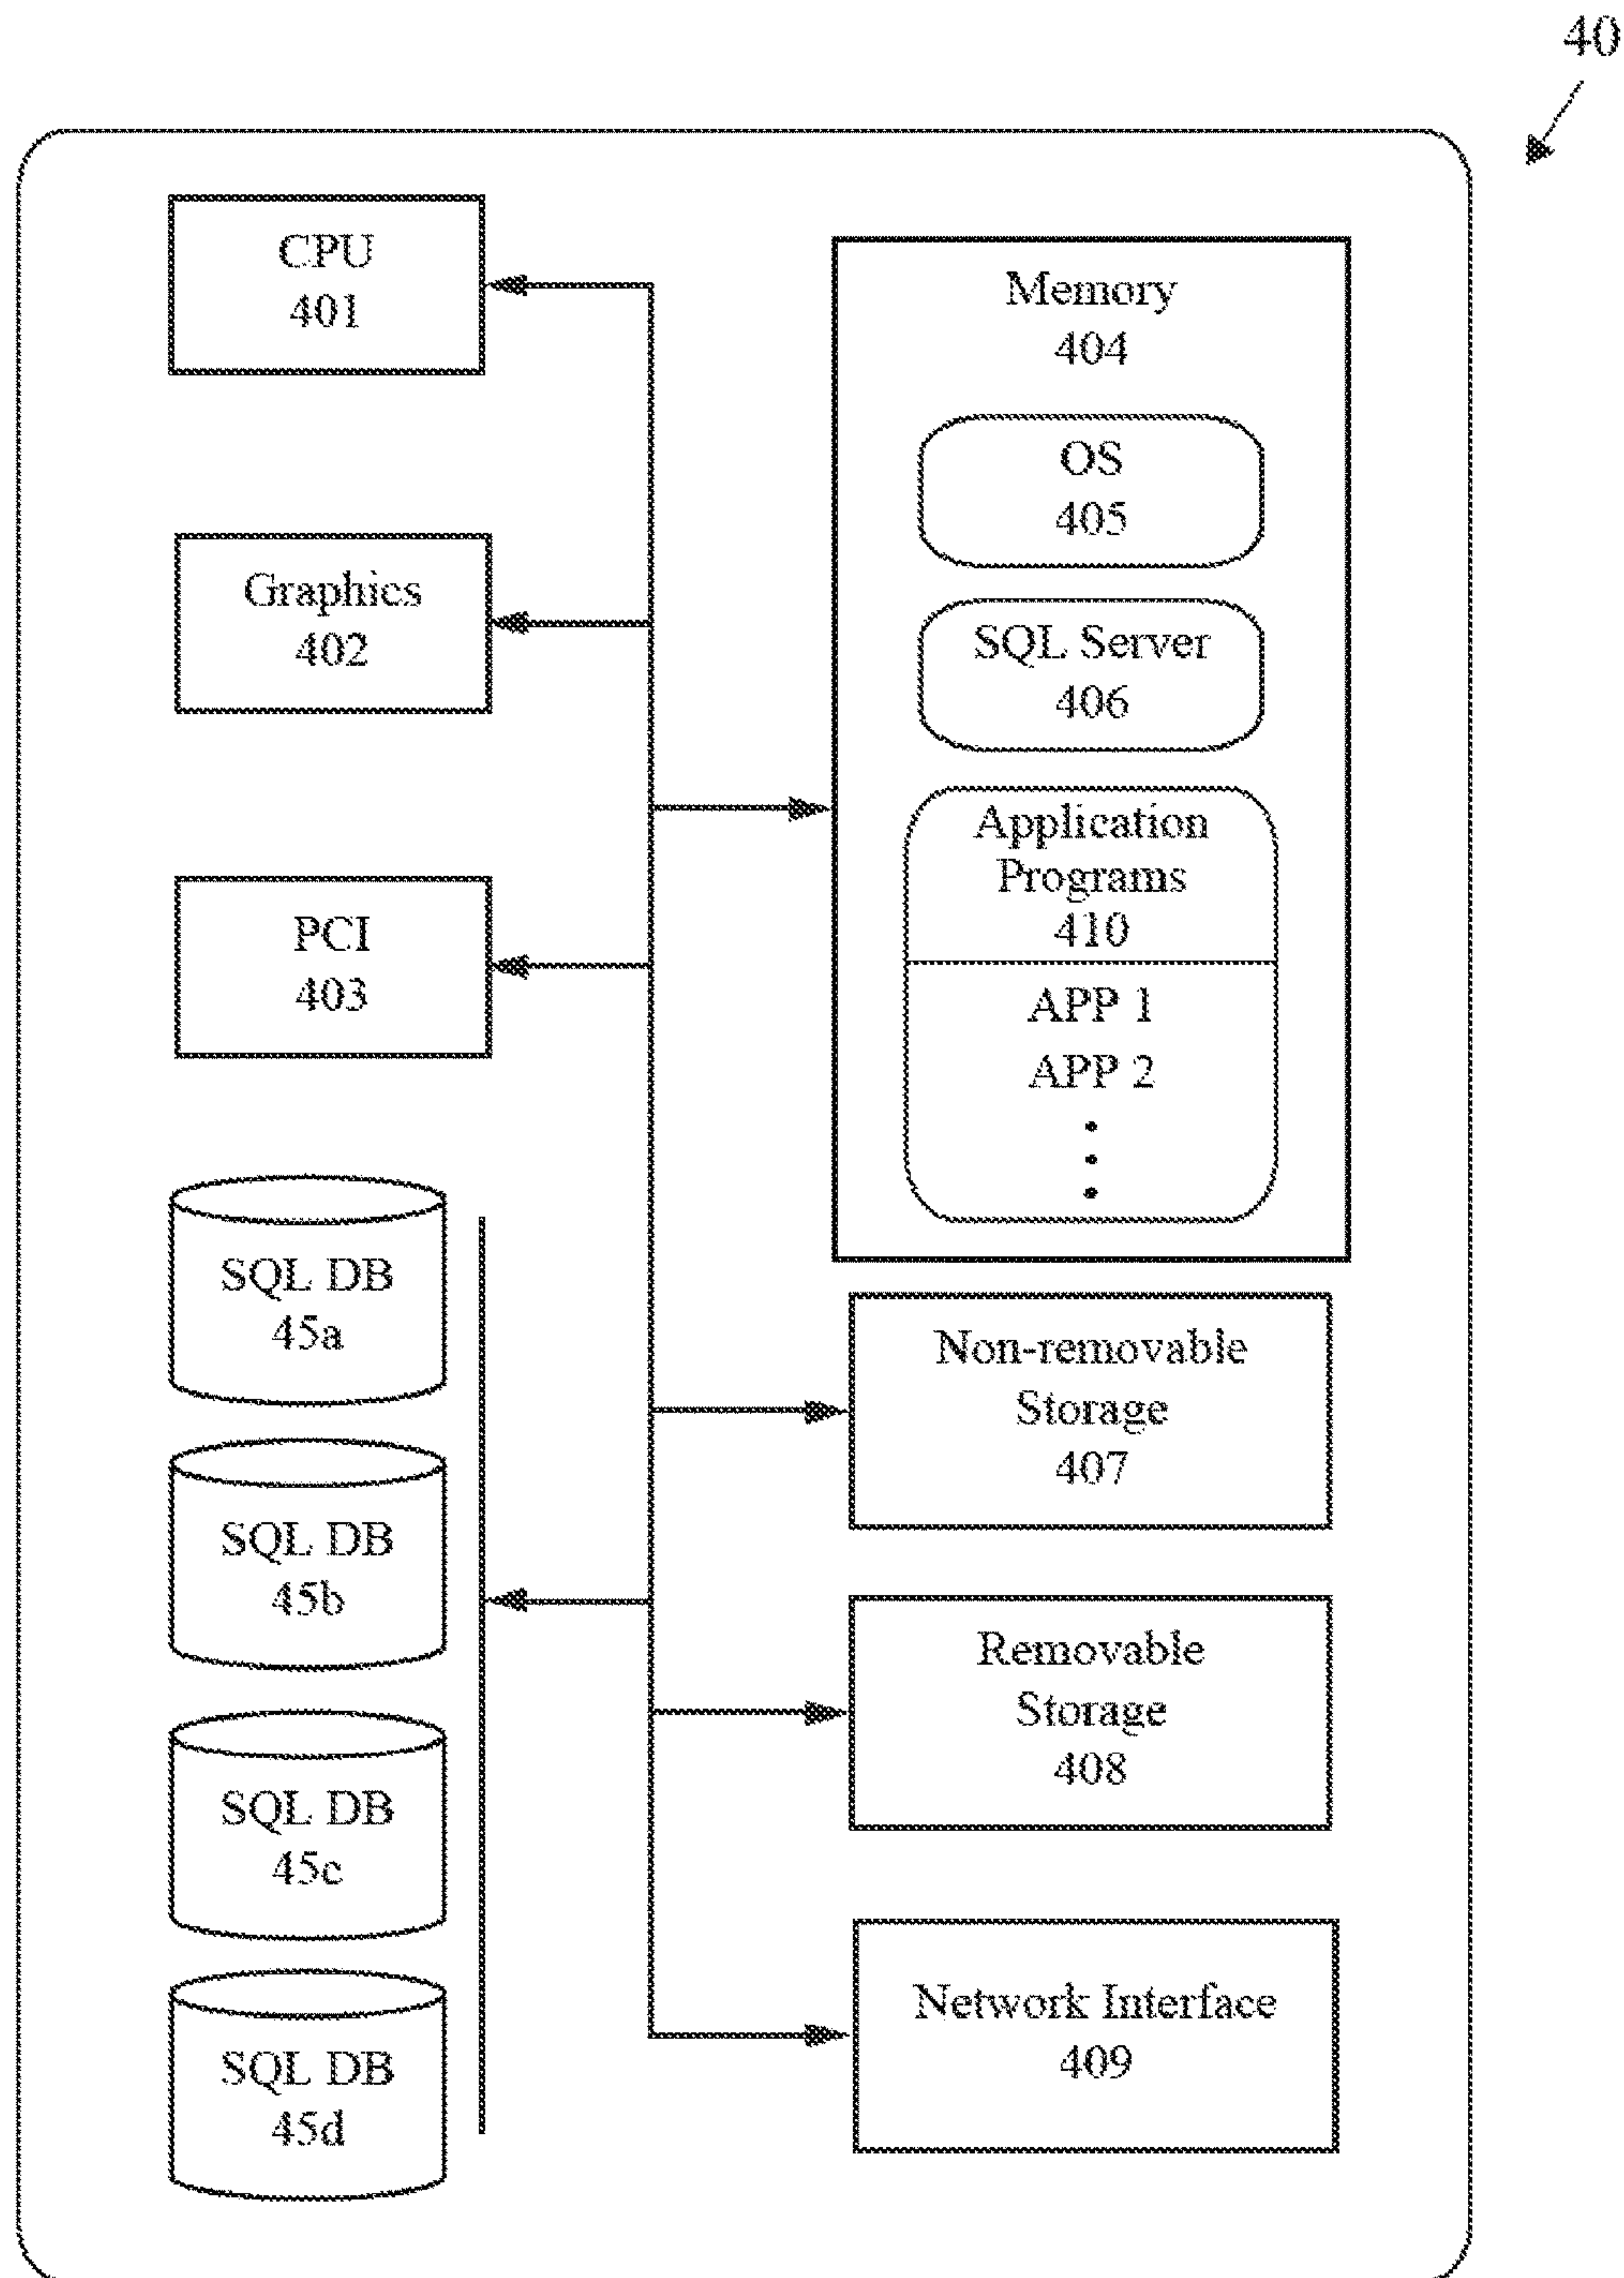 40
CPU
401
Graphics
402
PCI
403
SQL DB
45a
SQL DB
45b
SQL DB
45c
SQL DB
45d
Memory
404
OS
405
SQL Server
406
Application
Programs
410
APP 1
APP 2
Non-removable
Storage
407
Removable
Storage
408
Network Interface
409